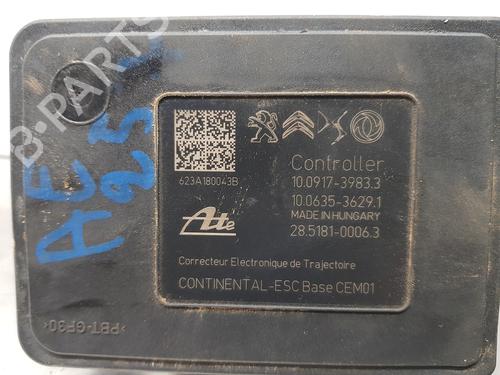 B-PARTS
AE
25
623A180043B
Controller
10.0917-3983.3
10.0635-3629.1
MADE IN HUNGARY
28.5181-0006.3
Ate
Correcteur Electronique de Trajectoire
CONTINENTAL-ESC Base CEM01
>PBT-GF30<